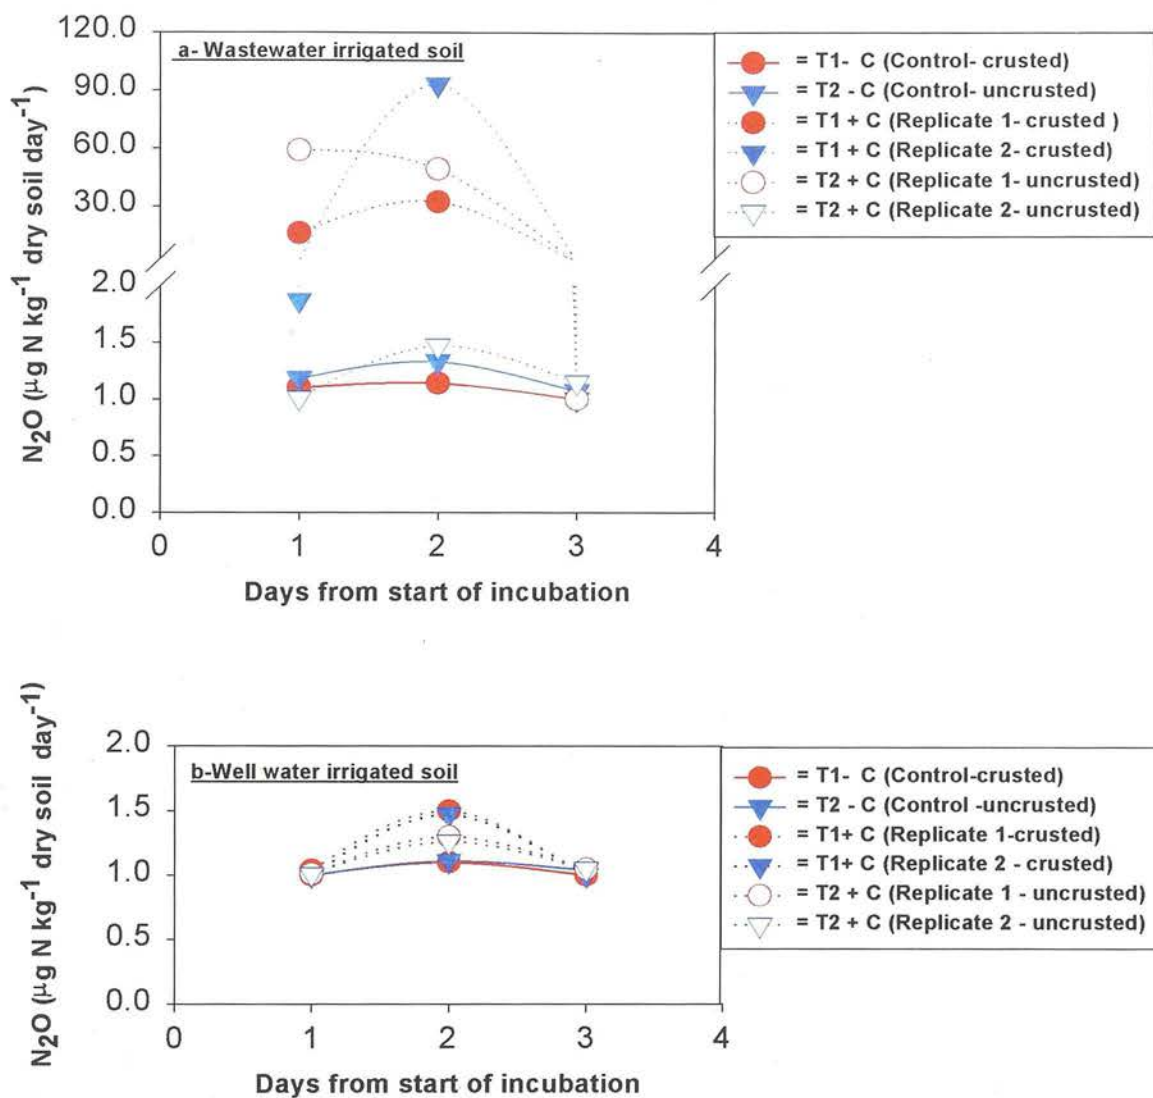 120.0
90.0
60.0
30.0
2.0
1.5
1.0
0.5
0.0
N2O (µg N kg-1 dry soil day-1)
a- Wastewater irrigated soil
0 1 2 3 4
Days from start of incubation
= T1- C (Control- crusted)
= T2 - C (Control- uncrusted)
= T1 + C (Replicate 1- crusted )
= T1 + C (Replicate 2- crusted)
= T2 + C (Replicate 1- uncrusted)
= T2 + C (Replicate 2- uncrusted)
2.0
1.5
1.0
0.5
0.0
N2O (µg N kg-1 dry soil day-1)
b-Well water irrigated soil
0 1 2 3 4
Days from start of incubation
= T1- C (Control-crusted)
= T2 - C (Control -uncrusted)
= T1+ C (Replicate 1-crusted)
= T1+ C (Replicate 2 - crusted)
= T2 + C (Replicate 1 - uncrusted)
= T2 + C (Replicate 2 - uncrusted)